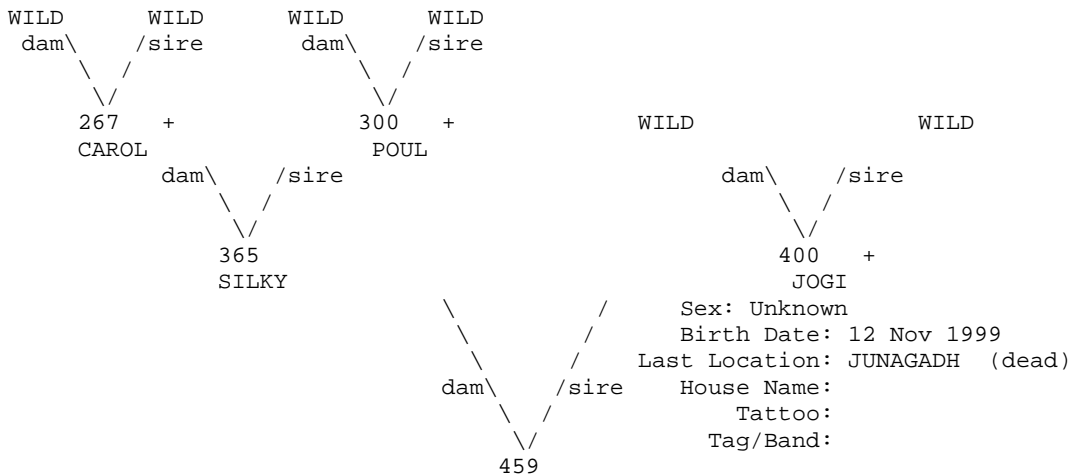 WILD WILD WILD WILD
dam\ /sire dam\ /sire
\ / \ /
\/ \/
267 + 300 + WILD WILD
CAROL POUL
dam\ /sire dam\ /sire
\ / \ /
\/ \/
365 400 +
SILKY JOGI
\ / Sex: Unknown
\ / Birth Date: 12 Nov 1999
\ / Last Location: JUNAGADH (dead)
dam\ /sire House Name:
\ / Tattoo:
\/ Tag/Band:
459